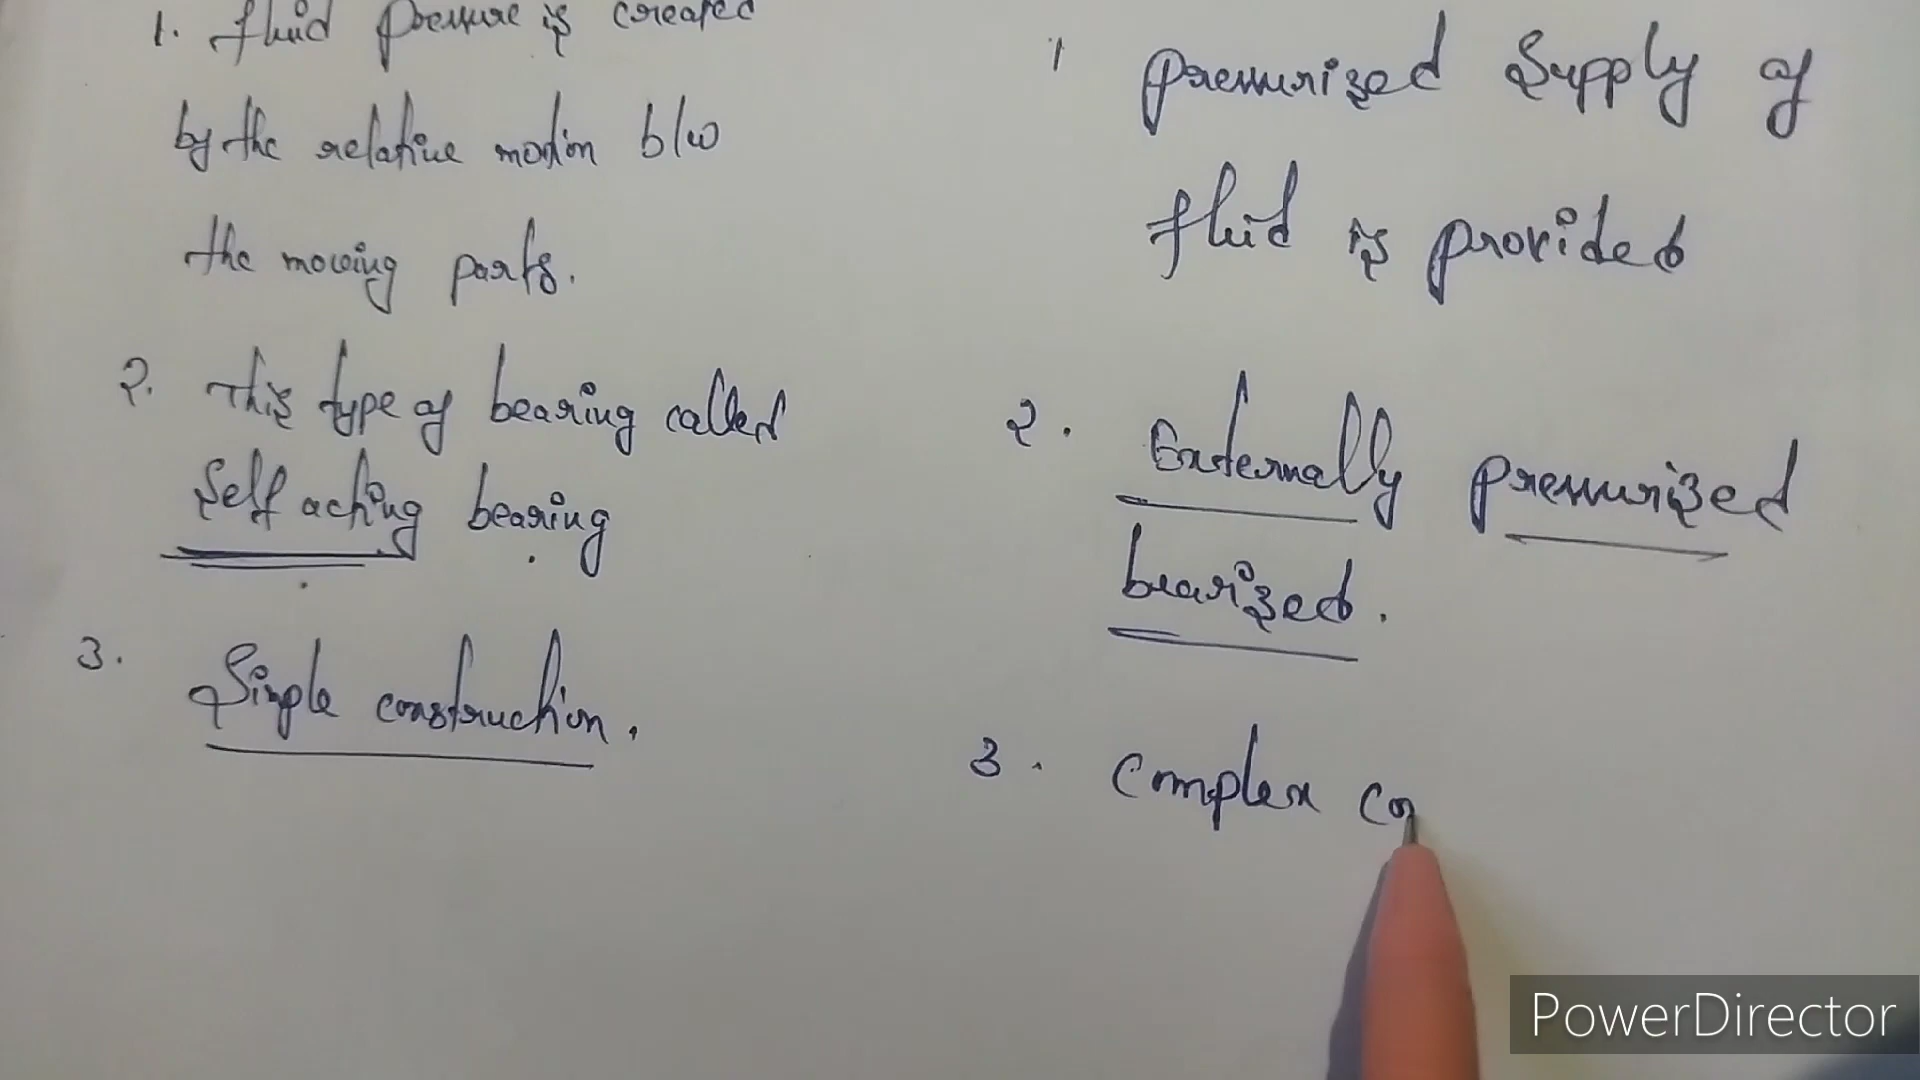 1. fluid pressure is created
by the relative motion b/w
the moving parts.
2. This type of bearing called
Self acting bearing
3. Simple construction.
1 pressurized supply of
fluid is provided
2. Externally pressurized
bearized.
3. Complex co
PowerDirector